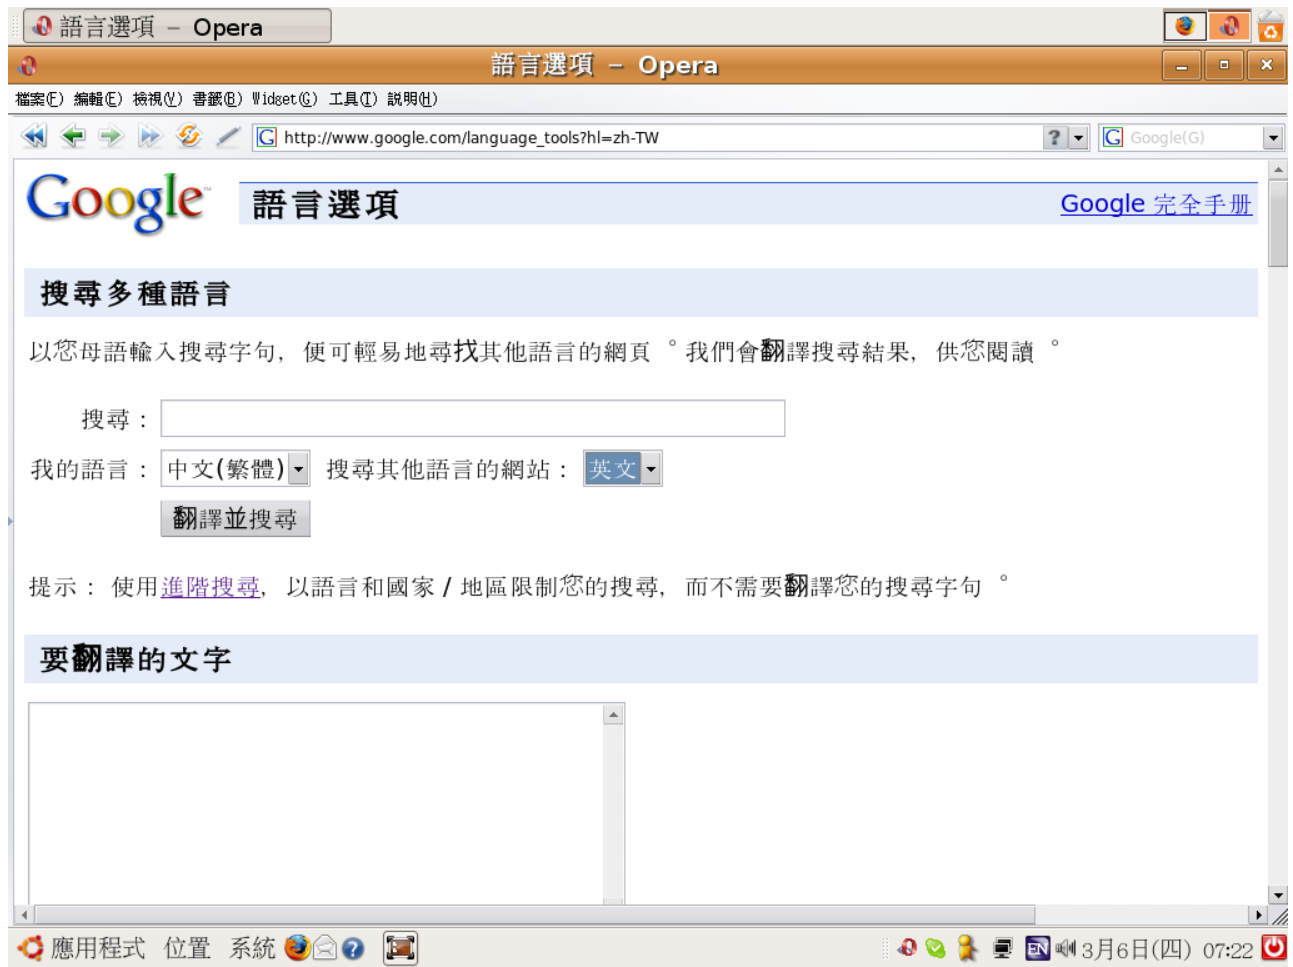 語言選項 – Opera
語言選項 – Opera
檔案(F) 編輯(E) 檢視(V) 書籤(B) Widget(G) 工具(T) 説明(H)
http://www.google.com/language_tools?hl=zh-TW ? Google(G)
Google™ 語言選項 Google 完全手册
搜尋多種語言
以您母語輸入搜尋字句, 便可輕易地尋找其他語言的網頁。我們會翻譯搜尋結果, 供您閱讀。
搜尋:
我的語言: 中文(繁體) 搜尋其他語言的網站: 英文
翻譯並搜尋
提示: 使用進階搜尋, 以語言和國家 / 地區限制您的搜尋, 而不需要翻譯您的搜尋字句。
要翻譯的文字
應用程式 位置 系統 EN 3月6日(四) 07:22